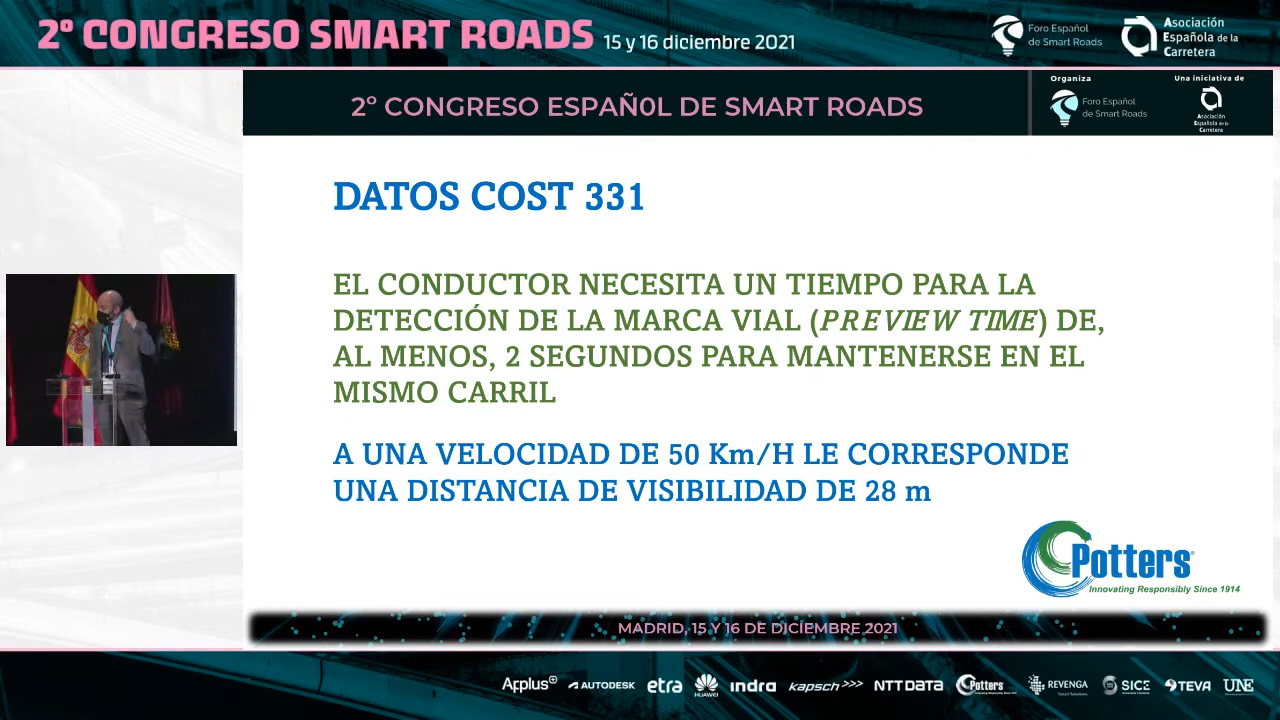 2º CONGRESO SMART ROADS 15 y 16 diciembre 2021
Foro Español
de Smart Roads
Asociación
Española de la
Carretera
2º CONGRESO ESPAÑ0L DE SMART ROADS
Organiza
Foro Español
de Smart Roads
Una iniciativa de
Asociación
Española de la
Carretera
DATOS COST 331
EL CONDUCTOR NECESITA UN TIEMPO PARA LA
DETECCIÓN DE LA MARCA VIAL (PREVIEW TIME) DE,
AL MENOS, 2 SEGUNDOS PARA MANTENERSE EN EL
MISMO CARRIL
A UNA VELOCIDAD DE 50 Km/H LE CORRESPONDE
UNA DISTANCIA DE VISIBILIDAD DE 28 m
Potters
Innovating Responsibly Since 1914
MADRID, 15 Y 16 DE DICIEMBRE 2021
Applus+ AUTODESK etra HUAWEI indra kapsch >>> NTT DATA Potters REVENGA SICE TEVA UNE